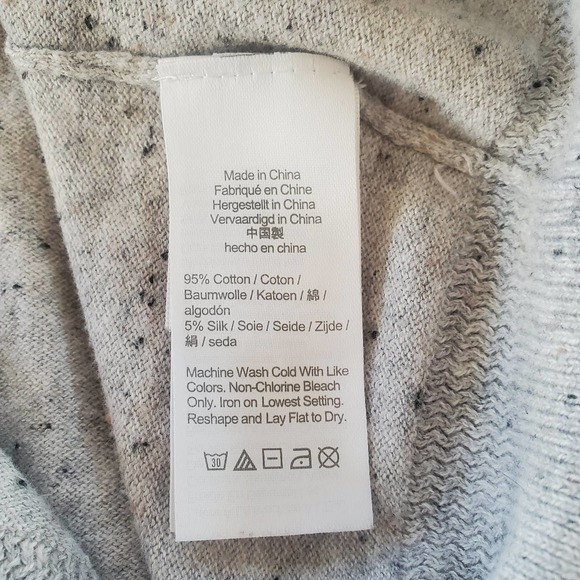 Made in China
Fabriqué en Chine
Hergestellt in China
Vervaardigd in China
中国製
hecho en china
95% Cotton / Coton /
Baumwolle / Katoen / 綿 /
algodón
5% Silk / Soie / Seide / Zijde /
絹 / seda
Machine Wash Cold With Like
Colors. Non-Chlorine Bleach
Only. Iron on Lowest Setting.
Reshape and Lay Flat to Dry.
30